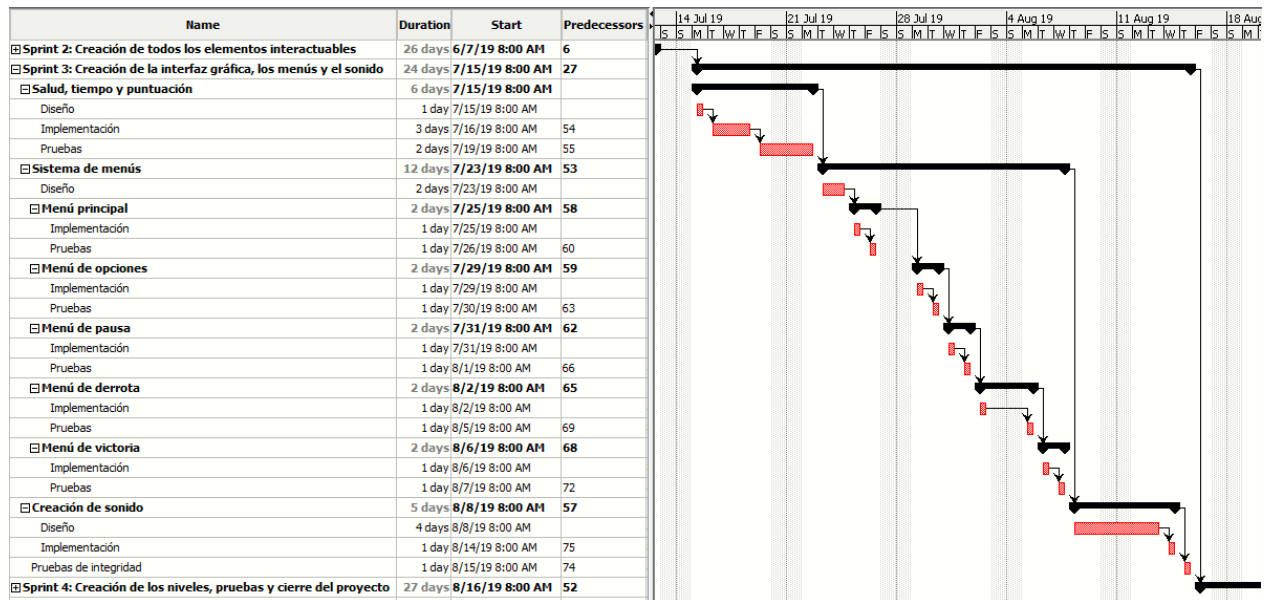 Name Duration Start Predecessors
14 Jul 19 21 Jul 19 28 Jul 19 4 Aug 19 11 Aug 19 18 Aug
S S M T W T F S S M T W T F S S M T W T F S S M T W T F S S M T W T F S S M T
Sprint 2: Creación de todos los elementos interactuables 26 days 6/7/19 8:00 AM 6
Sprint 3: Creación de la interfaz gráfica, los menús y el sonido 24 days 7/15/19 8:00 AM 27
Salud, tiempo y puntuación 6 days 7/15/19 8:00 AM
Diseño 1 day 7/15/19 8:00 AM
Implementación 3 days 7/16/19 8:00 AM 54
Pruebas 2 days 7/19/19 8:00 AM 55
Sistema de menús 12 days 7/23/19 8:00 AM 53
Diseño 2 days 7/23/19 8:00 AM
Menú principal 2 days 7/25/19 8:00 AM 58
Implementación 1 day 7/25/19 8:00 AM
Pruebas 1 day 7/26/19 8:00 AM 60
Menú de opciones 2 days 7/29/19 8:00 AM 59
Implementación 1 day 7/29/19 8:00 AM
Pruebas 1 day 7/30/19 8:00 AM 63
Menú de pausa 2 days 7/31/19 8:00 AM 62
Implementación 1 day 7/31/19 8:00 AM
Pruebas 1 day 8/1/19 8:00 AM 66
Menú de derrota 2 days 8/2/19 8:00 AM 65
Implementación 1 day 8/2/19 8:00 AM
Pruebas 1 day 8/5/19 8:00 AM 69
Menú de victoria 2 days 8/6/19 8:00 AM 68
Implementación 1 day 8/6/19 8:00 AM
Pruebas 1 day 8/7/19 8:00 AM 72
Creación de sonido 5 days 8/8/19 8:00 AM 57
Diseño 4 days 8/8/19 8:00 AM
Implementación 1 day 8/14/19 8:00 AM 75
Pruebas de integridad 1 day 8/15/19 8:00 AM 74
Sprint 4: Creación de los niveles, pruebas y cierre del proyecto 27 days 8/16/19 8:00 AM 52